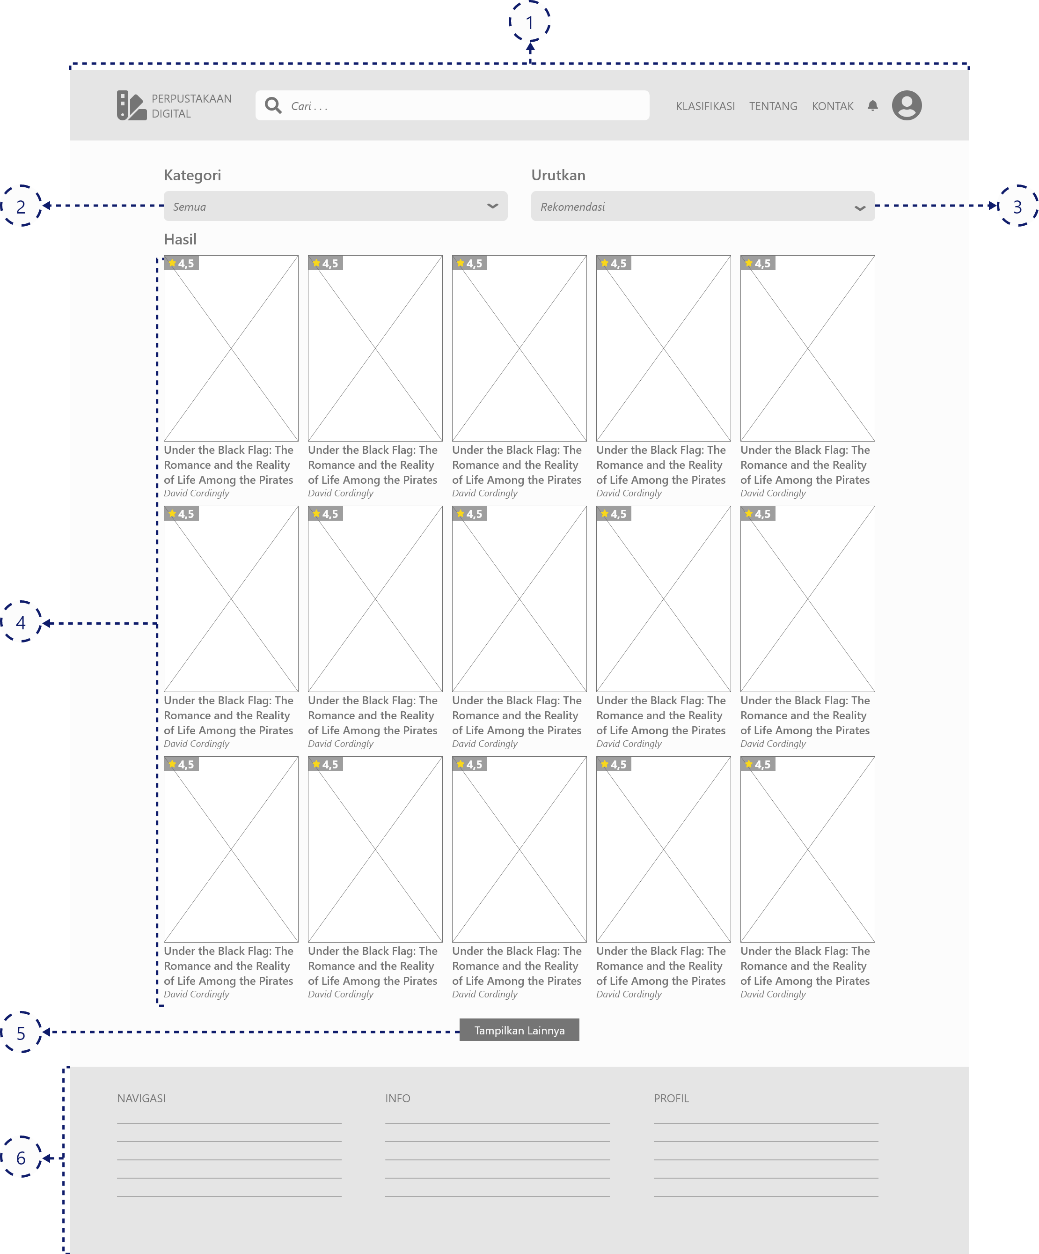 1
PERPUSTAKAAN
DIGITAL
Cari . . .
KLASIFIKASI TENTANG KONTAK
Kategori
Urutkan
2
Semua
Rekomendasi
3
Hasil
4,5 4,5 4,5 4,5 4,5
Under the Black Flag: The Under the Black Flag: The Under the Black Flag: The Under the Black Flag: The Under the Black Flag: The
Romance and the Reality Romance and the Reality Romance and the Reality Romance and the Reality Romance and the Reality
of Life Among the Pirates of Life Among the Pirates of Life Among the Pirates of Life Among the Pirates of Life Among the Pirates
David Cordingly David Cordingly David Cordingly David Cordingly David Cordingly
4,5 4,5 4,5 4,5 4,5
4
Under the Black Flag: The Under the Black Flag: The Under the Black Flag: The Under the Black Flag: The Under the Black Flag: The
Romance and the Reality Romance and the Reality Romance and the Reality Romance and the Reality Romance and the Reality
of Life Among the Pirates of Life Among the Pirates of Life Among the Pirates of Life Among the Pirates of Life Among the Pirates
David Cordingly David Cordingly David Cordingly David Cordingly David Cordingly
4,5 4,5 4,5 4,5 4,5
Under the Black Flag: The Under the Black Flag: The Under the Black Flag: The Under the Black Flag: The Under the Black Flag: The
Romance and the Reality Romance and the Reality Romance and the Reality Romance and the Reality Romance and the Reality
of Life Among the Pirates of Life Among the Pirates of Life Among the Pirates of Life Among the Pirates of Life Among the Pirates
David Cordingly David Cordingly David Cordingly David Cordingly David Cordingly
5
Tampilkan Lainnya
NAVIGASI INFO PROFIL
6